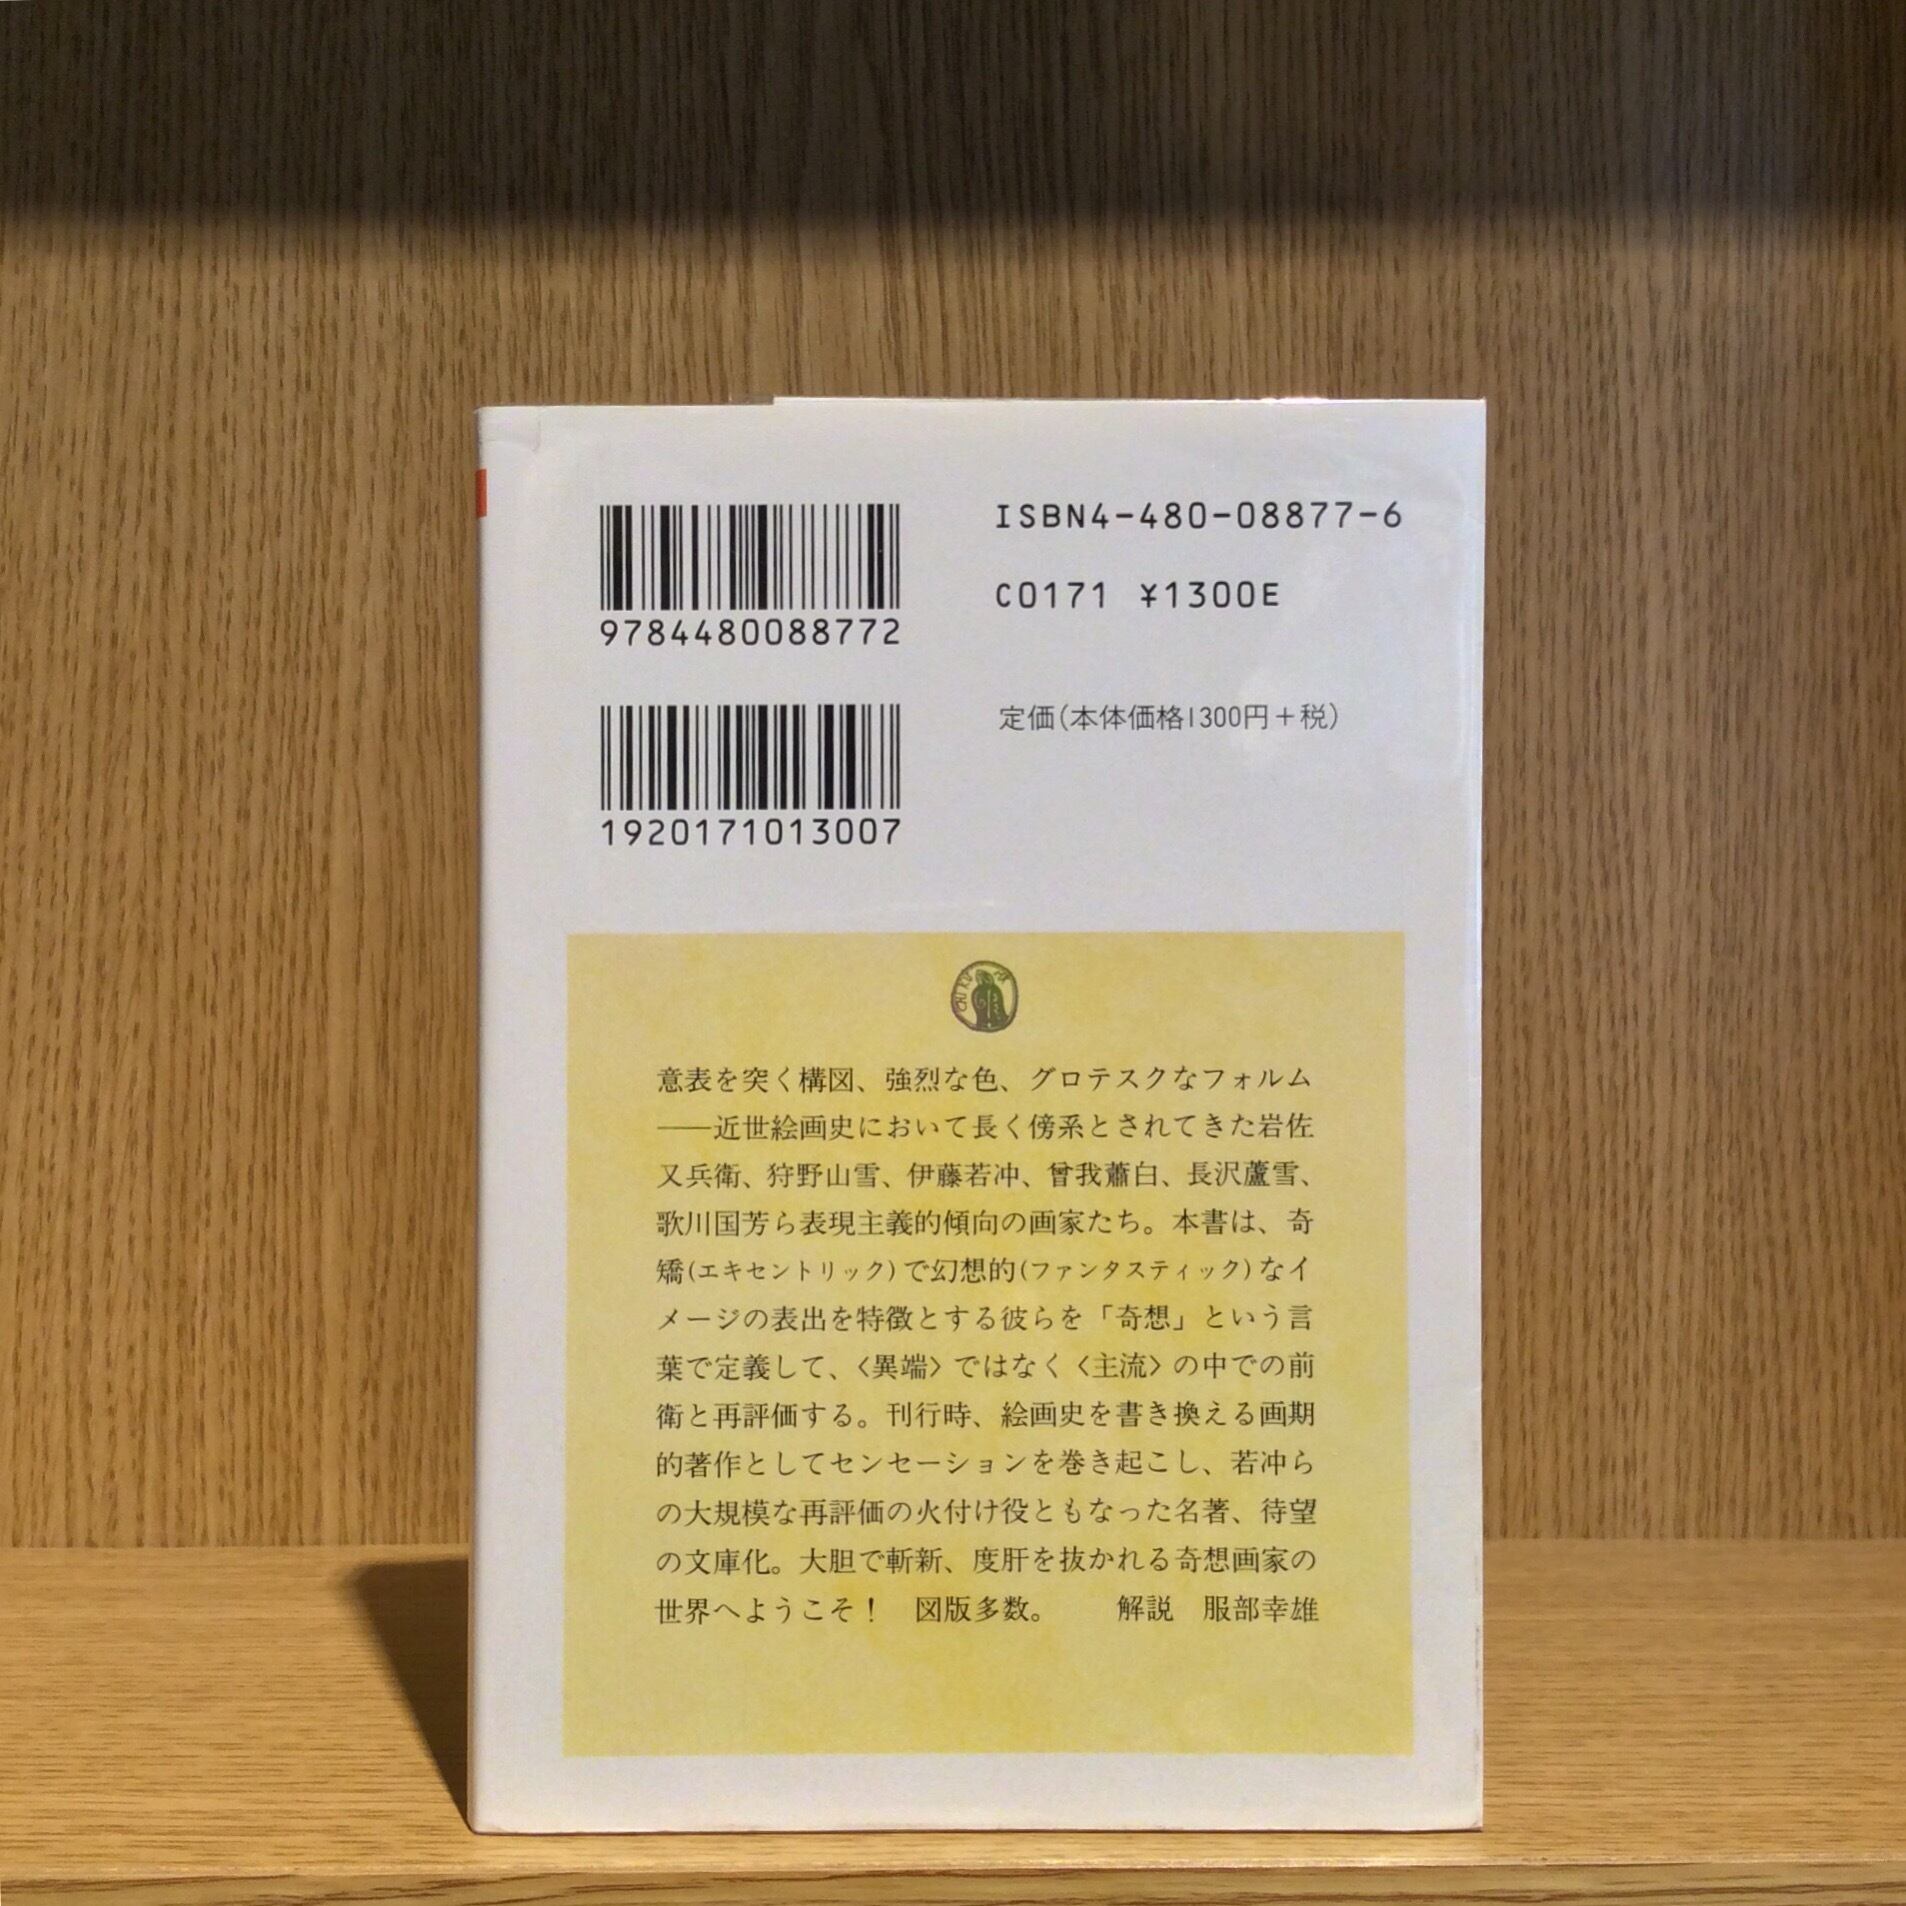 ISBN4-480-08877-6
C0171 ¥1300E
定価(本体価格1300円+税)
9784480088772
1920171013007
CHIKUMA
意表を突く構図、強烈な色、グロテスクなフォルム
――近世絵画史において長く傍系とされてきた岩佐
又兵衛、狩野山雪、伊藤若冲、曾我蕭白、長沢蘆雪、
歌川国芳ら表現主義的傾向の画家たち。本書は、奇
矯(エキセントリック)で幻想的(ファンタスティック)なイ
メージの表出を特徴とする彼らを「奇想」という言
葉で定義して、〈異端〉ではなく〈主流〉の中での前
衛と再評価する。刊行時、絵画史を書き換える画期
的著作としてセンセーションを巻き起こし、若冲ら
の大規模な再評価の火付け役ともなった名著、待望
の文庫化。大胆で斬新、度肝を抜かれる奇想画家の
世界へようこそ! 図版多数。 解説 服部幸雄